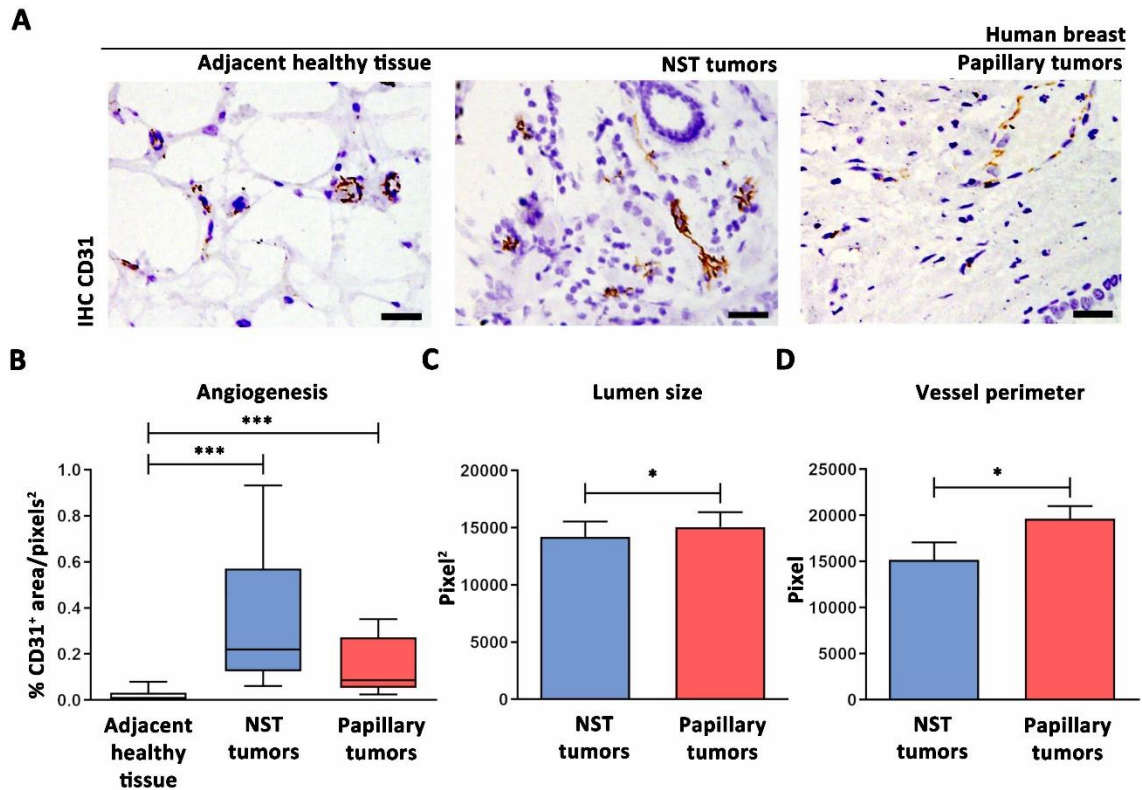 A
Human breast
Adjacent healthy tissue
NST tumors
Papillary tumors
IHC CD31
B
Angiogenesis
***
***
% CD31⁺ area/pixels²
1.0
0.8
0.6
0.4
0.2
0.0
Adjacent
healthy
tissue
NST
tumors
Papillary
tumors
C
Lumen size
*
Pixel²
20000
15000
10000
5000
0
NST
tumors
Papillary
tumors
D
Vessel perimeter
*
Pixel
25000
20000
15000
10000
5000
0
NST
tumors
Papillary
tumors